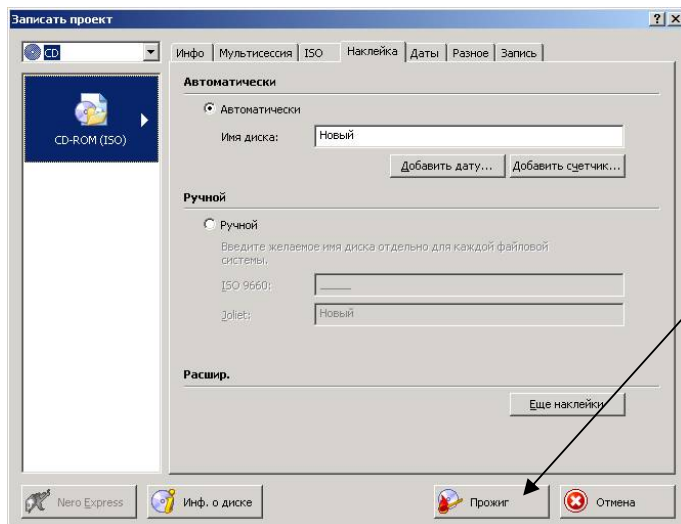 Записать проект
CD
Инфо Мультисессия ISO Наклейка Даты Разное Запись
CD-ROM (ISO)
Автоматически
Автоматически
Имя диска: Новый
Добавить дату... Добавить счетчик...
Ручной
Ручной
Введите желаемое имя диска отдельно для каждой файловой
системы.
ISO 9660: _____
Joliet: Новый
Расшир.
Еще наклейки
Nero Express Инф. о диске Прожиг Отмена